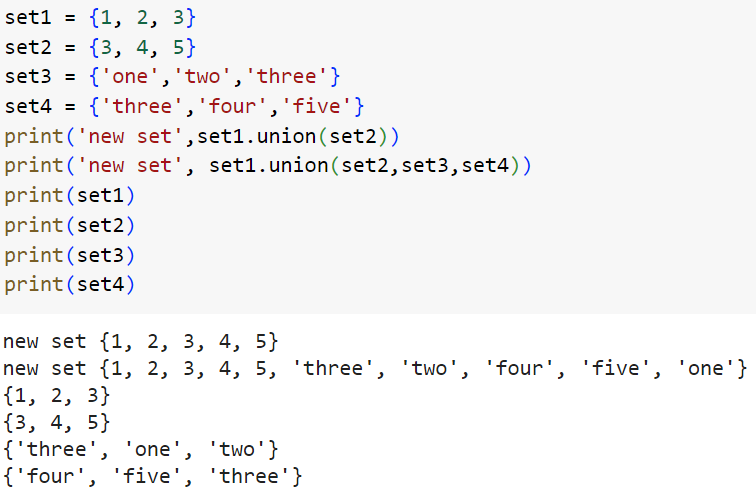 set1 = {1, 2, 3}
set2 = {3, 4, 5}
set3 = {'one','two','three'}
set4 = {'three','four','five'}
print('new set',set1.union(set2))
print('new set', set1.union(set2,set3,set4))
print(set1)
print(set2)
print(set3)
print(set4)
new set {1, 2, 3, 4, 5}
new set {1, 2, 3, 4, 5, 'three', 'two', 'four', 'five', 'one'}
{1, 2, 3}
{3, 4, 5}
{'three', 'one', 'two'}
{'four', 'five', 'three'}